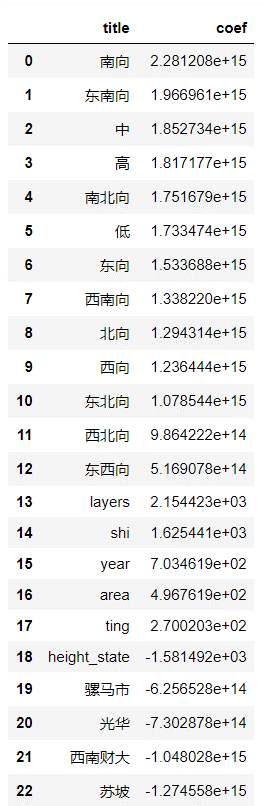 title coef
0 南向 2.281208e+15
1 东南向 1.966961e+15
2 中 1.852734e+15
3 高 1.817177e+15
4 南北向 1.751679e+15
5 低 1.733474e+15
6 东向 1.533688e+15
7 西南向 1.338220e+15
8 北向 1.294314e+15
9 西向 1.236444e+15
10 东北向 1.078544e+15
11 西北向 9.864222e+14
12 东西向 5.169078e+14
13 layers 2.154423e+03
14 shi 1.625441e+03
15 year 7.034619e+02
16 area 4.967619e+02
17 ting 2.700203e+02
18 height_state -1.581492e+03
19 骡马市 -6.256528e+14
20 光华 -7.302878e+14
21 西南财大 -1.048028e+15
22 苏坡 -1.274558e+15